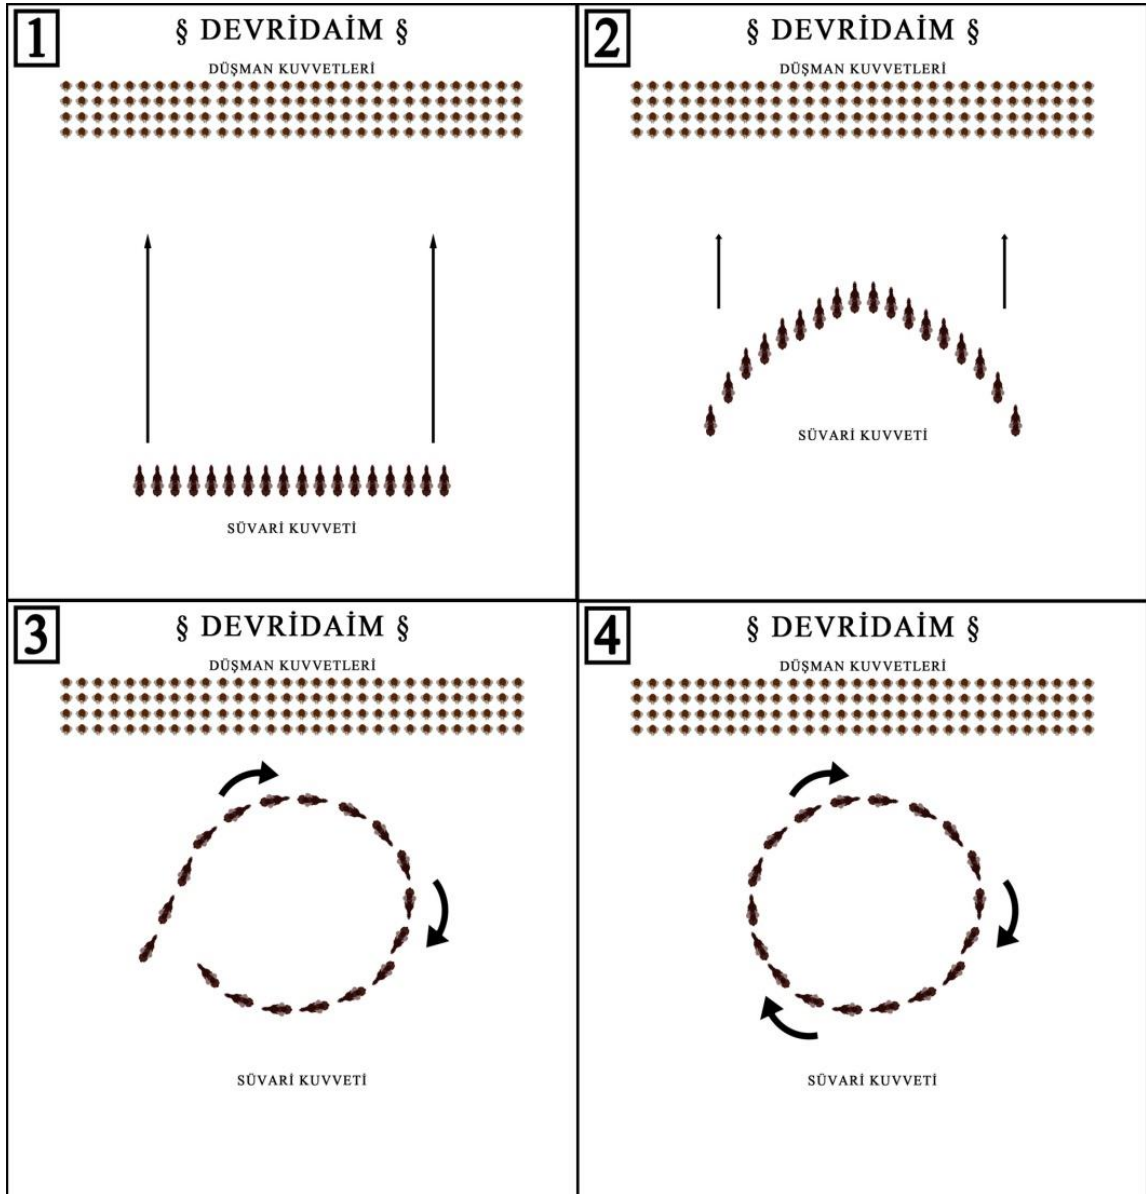 1
§ DEVRİDAİM §
DÜŞMAN KUVVETLERİ
SÜVARİ KUVVETİ
2
§ DEVRİDAİM §
DÜŞMAN KUVVETLERİ
SÜVARİ KUVVETİ
3
§ DEVRİDAİM §
DÜŞMAN KUVVETLERİ
SÜVARİ KUVVETİ
4
§ DEVRİDAİM §
DÜŞMAN KUVVETLERİ
SÜVARİ KUVVETİ